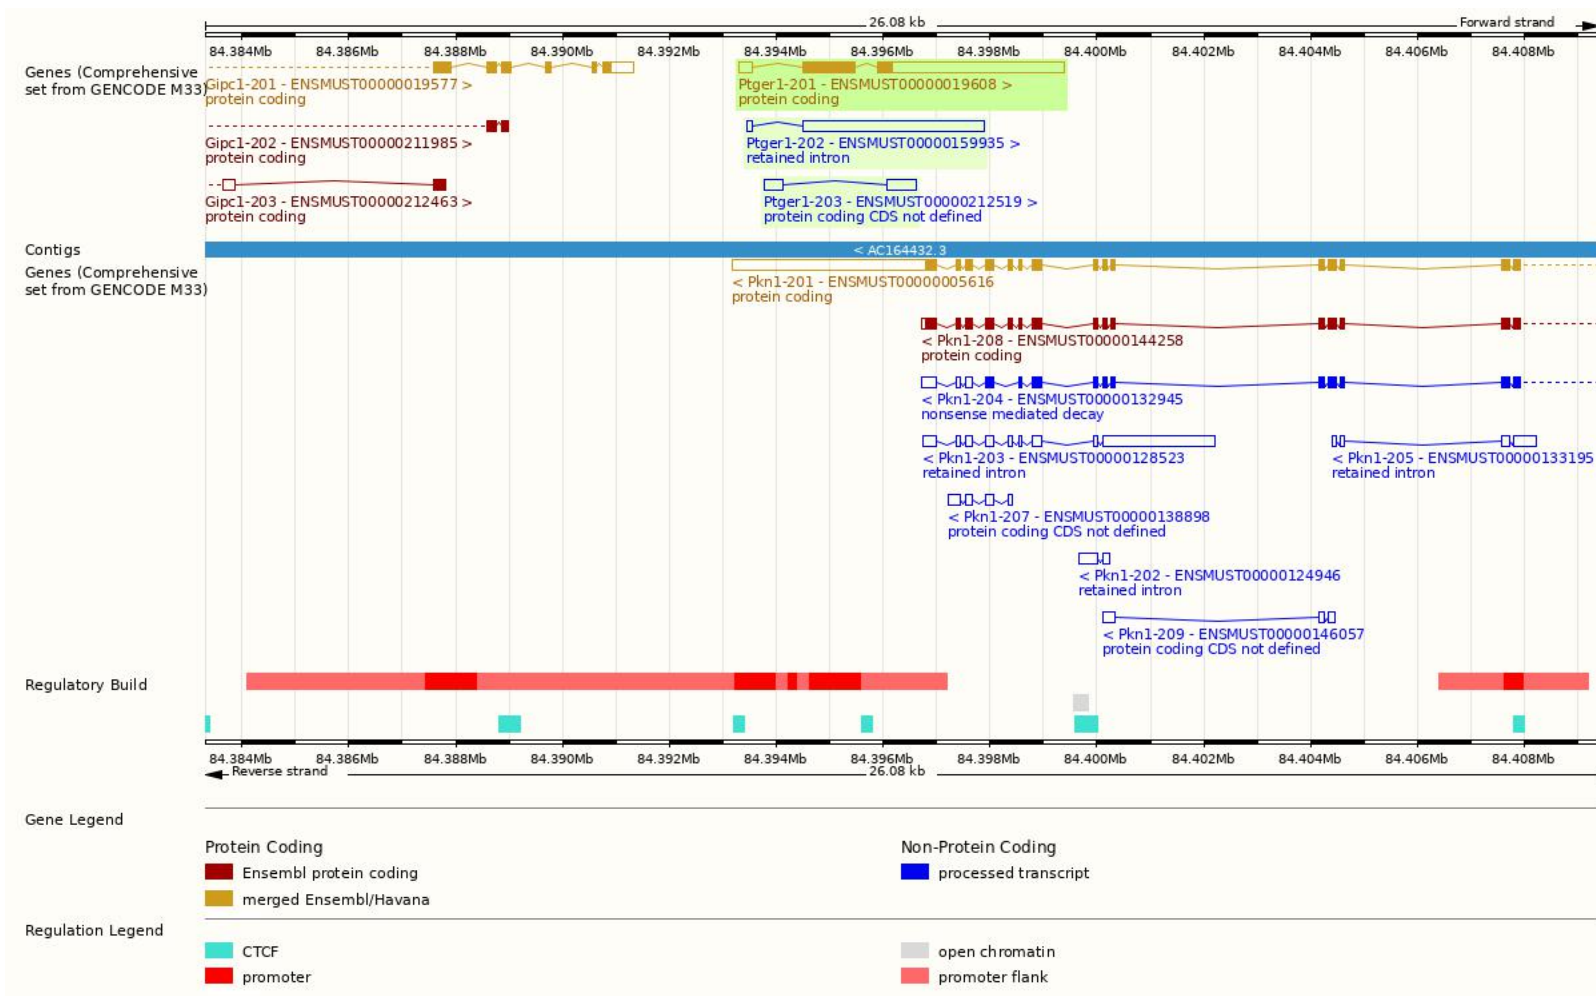 26.08 kb
Forward strand
84.384Mb 84.386Mb 84.388Mb 84.390Mb 84.392Mb 84.394Mb 84.396Mb 84.398Mb 84.400Mb 84.402Mb 84.404Mb 84.406Mb 84.408Mb
Genes (Comprehensive
set from GENCODE M33)
Gipc1-201 - ENSMUST00000019577 >
protein coding
Ptger1-201 - ENSMUST00000019608 >
protein coding
Gipc1-202 - ENSMUST00000211985 >
protein coding
Ptger1-202 - ENSMUST00000159935 >
retained intron
Gipc1-203 - ENSMUST00000212463 >
protein coding
Ptger1-203 - ENSMUST00000212519 >
protein coding CDS not defined
Contigs
< AC164432.3
Genes (Comprehensive
set from GENCODE M33)
< Pkn1-201 - ENSMUST00000005616
protein coding
< Pkn1-208 - ENSMUST00000144258
protein coding
< Pkn1-204 - ENSMUST00000132945
nonsense mediated decay
< Pkn1-203 - ENSMUST00000128523
retained intron
< Pkn1-205 - ENSMUST00000133195
retained intron
< Pkn1-207 - ENSMUST00000138898
protein coding CDS not defined
< Pkn1-202 - ENSMUST00000124946
retained intron
< Pkn1-209 - ENSMUST00000146057
protein coding CDS not defined
Regulatory Build
84.384Mb 84.386Mb 84.388Mb 84.390Mb 84.392Mb 84.394Mb 84.396Mb 84.398Mb 84.400Mb 84.402Mb 84.404Mb 84.406Mb 84.408Mb
Reverse strand
26.08 kb
Gene Legend
Protein Coding
Non-Protein Coding
Ensembl protein coding
processed transcript
merged Ensembl/Havana
Regulation Legend
CTCF
open chromatin
promoter
promoter flank